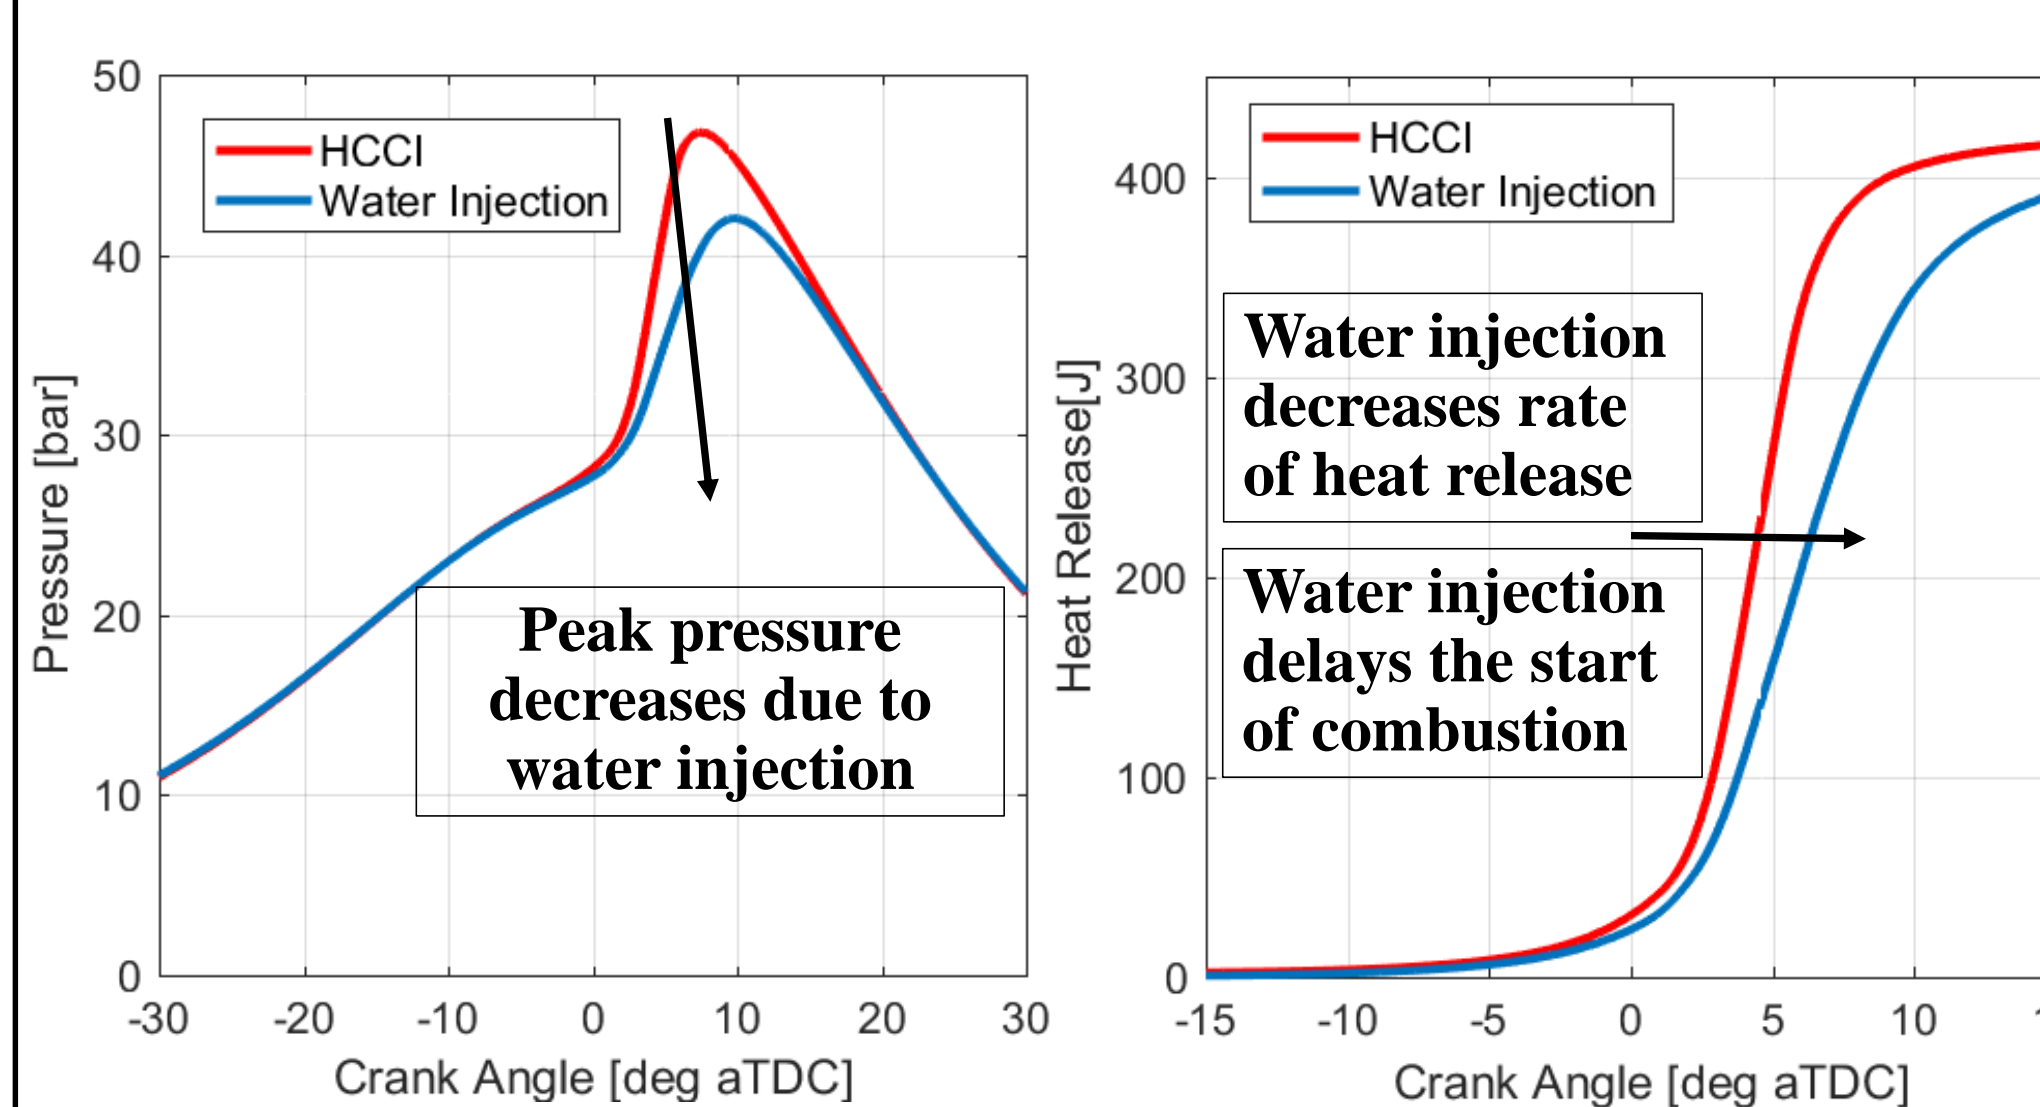 50
40
30
20
10
0
-30
-20
-10
0
10
20
30
Pressure [bar]
Crank Angle [deg aTDC]
HCCI
Water Injection
Peak pressure
decreases due to
water injection
400
300
200
100
0
-15
-10
-5
0
5
10
Heat Release[J]
Crank Angle [deg aTDC]
HCCI
Water Injection
Water injection
decreases rate
of heat release
Water injection
delays the start
of combustion